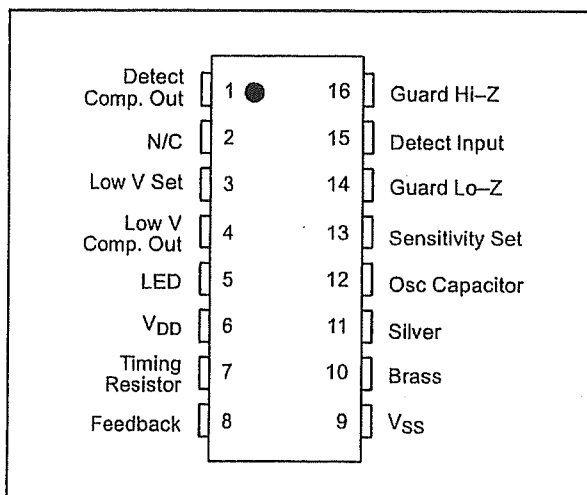 Detect
Comp. Out
1
16
Guard Hi–Z
N/C
2
15
Detect Input
Low V Set
3
14
Guard Lo–Z
Low V
Comp. Out
4
13
Sensitivity Set
LED
5
12
Osc Capacitor
VDD
6
11
Silver
Timing
Resistor
7
10
Brass
Feedback
8
9
VSS